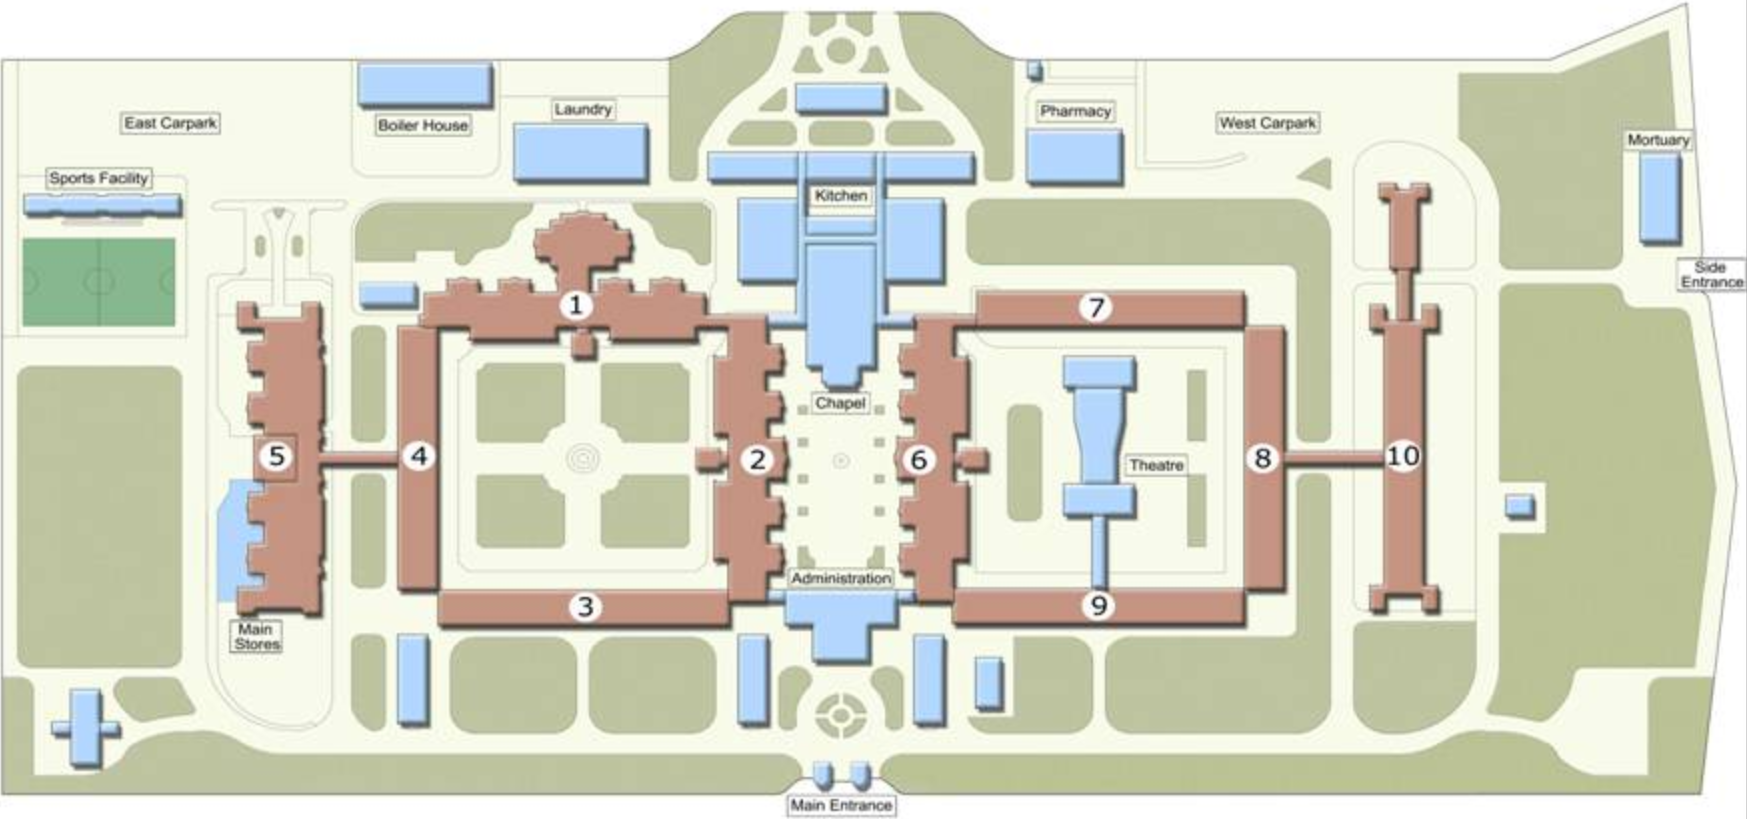 East Carpark
Boiler House
Laundry
Pharmacy
West Carpark
Mortuary
Sports Facility
Kitchen
Side
Entrance
1
7
Chapel
5
4
2
6
Theatre
8
10
Administration
3
9
Main
Stores
Main Entrance